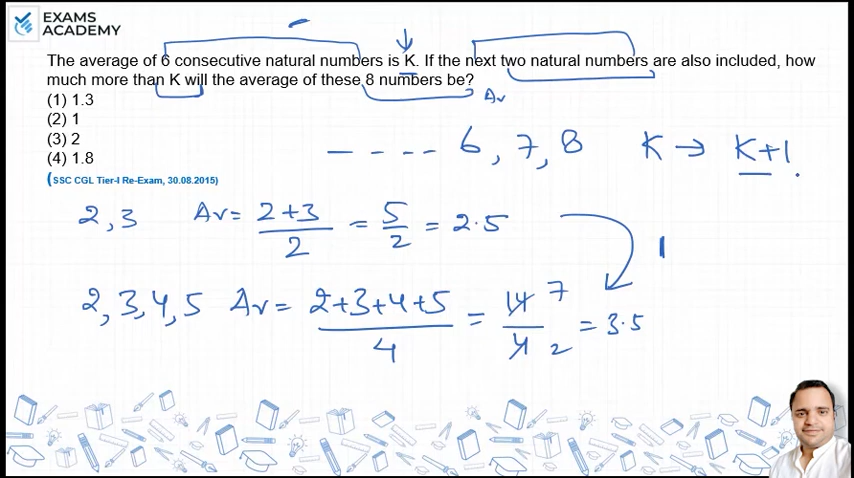 EXAMS
ACADEMY
The average of 6 consecutive natural numbers is K. If the next two natural numbers are also included, how
much more than K will the average of these 8 numbers be?
Av
(1) 1.3
(2) 1
(3) 2
(4) 1.8
---- 6, 7, 8 K → K+1.
(SSC CGL Tier-I Re-Exam, 30.08.2015)
2, 3 Av = 2+3/2 = 5/2 = 2.5
1
2, 3, 4, 5 Av = 2+3+4+5/4 = 14/4 7/2 = 3.5